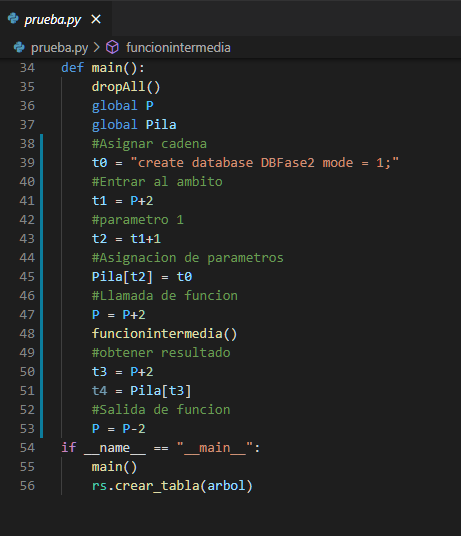 prueba.py ×
prueba.py > funcionintermedia
34 def main():
35 dropAll()
36 global P
37 global Pila
38 #Asignar cadena
39 t0 = "create database DBFase2 mode = 1;"
40 #Entrar al ambito
41 t1 = P+2
42 #parametro 1
43 t2 = t1+1
44 #Asignacion de parametros
45 Pila[t2] = t0
46 #Llamada de funcion
47 P = P+2
48 funcionintermedia()
49 #obtener resultado
50 t3 = P+2
51 t4 = Pila[t3]
52 #Salida de funcion
53 P = P-2
54 if __name__ == "__main__":
55 main()
56 rs.crear_tabla(arbol)